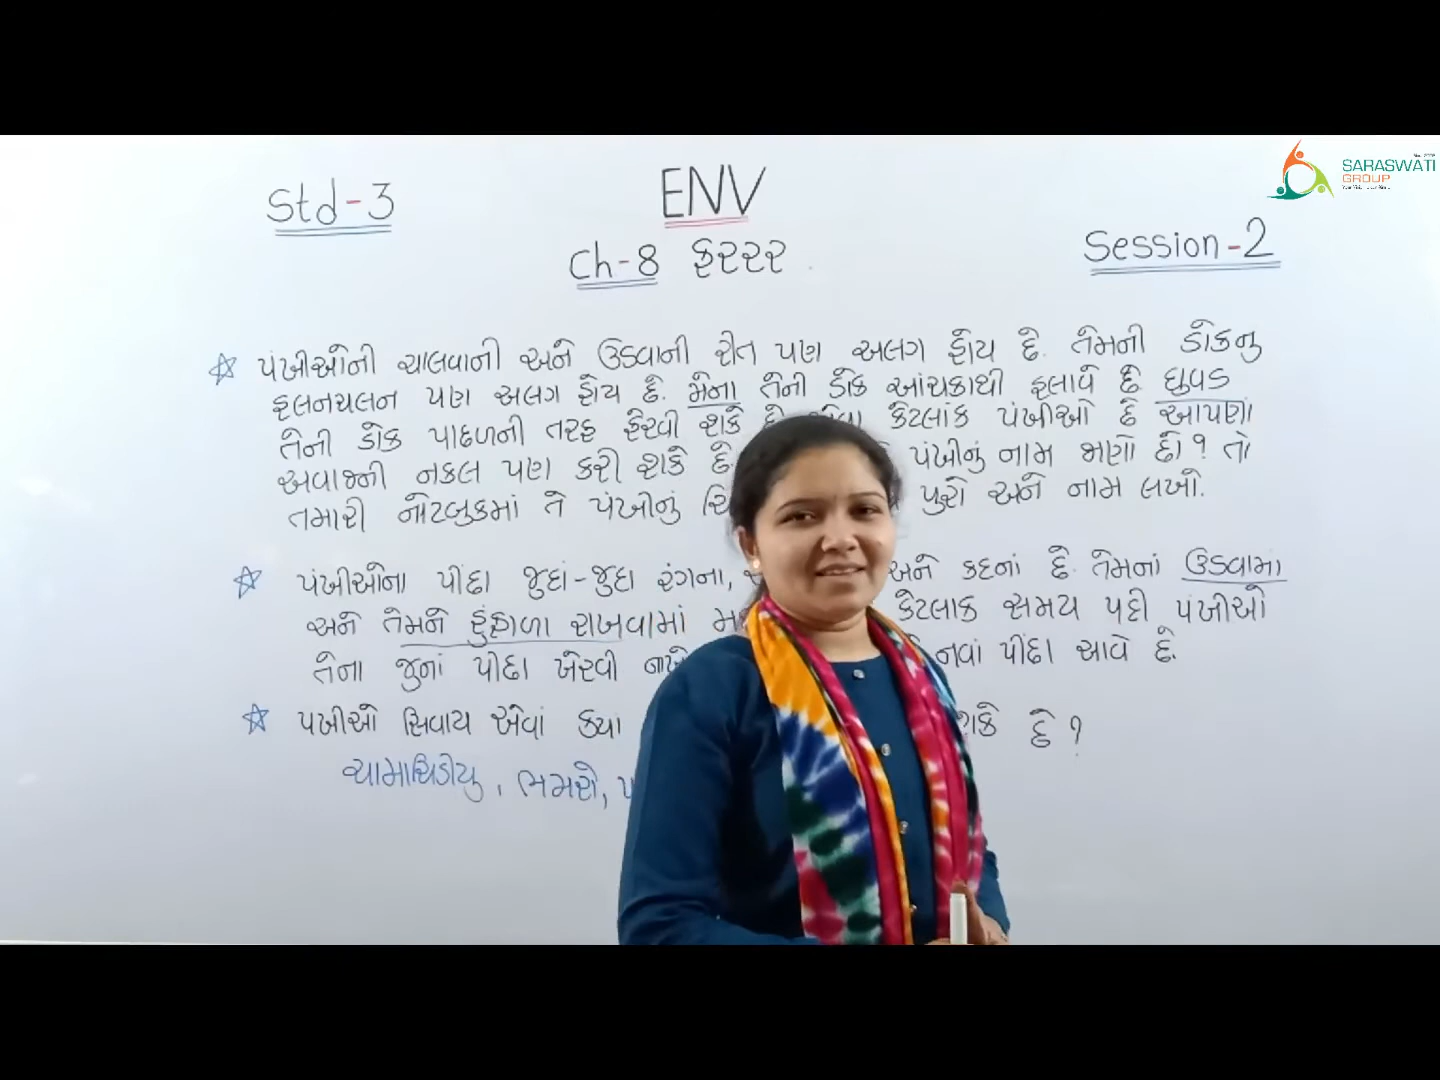 SARASWATI
GROUP
Std-3
ENV
Ch-8 ફરરર
Session-2
પંખીઓની ચાલવાની અને ઉડવાની રીત પણ અલગ હોય છે. તેમની ડોકનુ
હલનચલન પણ અલગ હોય છે. મેના તેની ડોક આંચકાથી હલાવે છે ઘુવડ
તેની ડોક પાછળની તરફ ફેરવી શકે કેટલાંક પંખીઓ છે આપણા
અવાજની નકલ પણ કરી શકે છે પંખીનું નામ જાણો છો? તો
તમારી નોટબુકમાં તે પંખીનું પુરો અને નામ લખો.
પંખીઓના પીંછા જુદાં-જુદા રંગના, અને કદનાં છે. તેમનાં ઉડવામા
અને તેમને હુંફાળા રાખવામાં કેટલાક સમય પછી પંખીઓ
તેના જુનાં પીંછા ખેરવી નવાં પીંછા આવે છે.
પંખીઓ સિવાય એવાં ક્યાં શકે છે?
ચામાચિડીયુ, ભમરો,